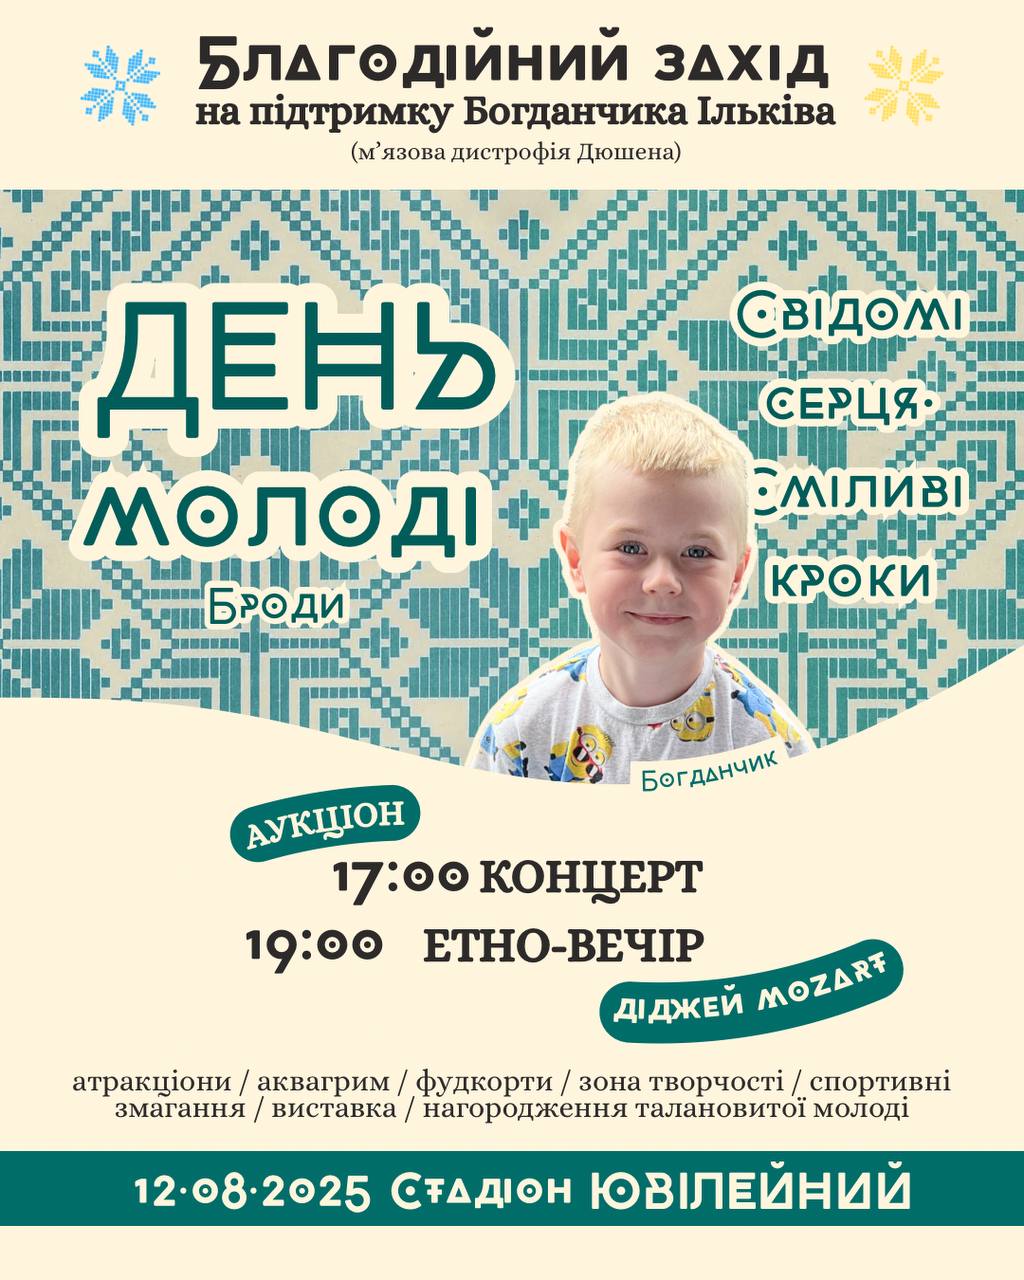 Благодійний захід
на підтримку Богданчика Ільківа
(м’язова дистрофія Дюшена)
ДЕНЬ
МОЛОДІ
Броди
Свідомі
серця·
Сміливі
кроки
Богданчик
АУКЦІОН
17:00 КОНЦЕРТ
19:00 ЕТНО-ВЕЧІР
ДІДЖЕЙ MOZART
атракціони / аквагрим / фудкорти / зона творчості / спортивні
змагання / виставка / нагородження талановитої молоді
12·08·2025 Стадіон ЮВІЛЕЙНИЙ